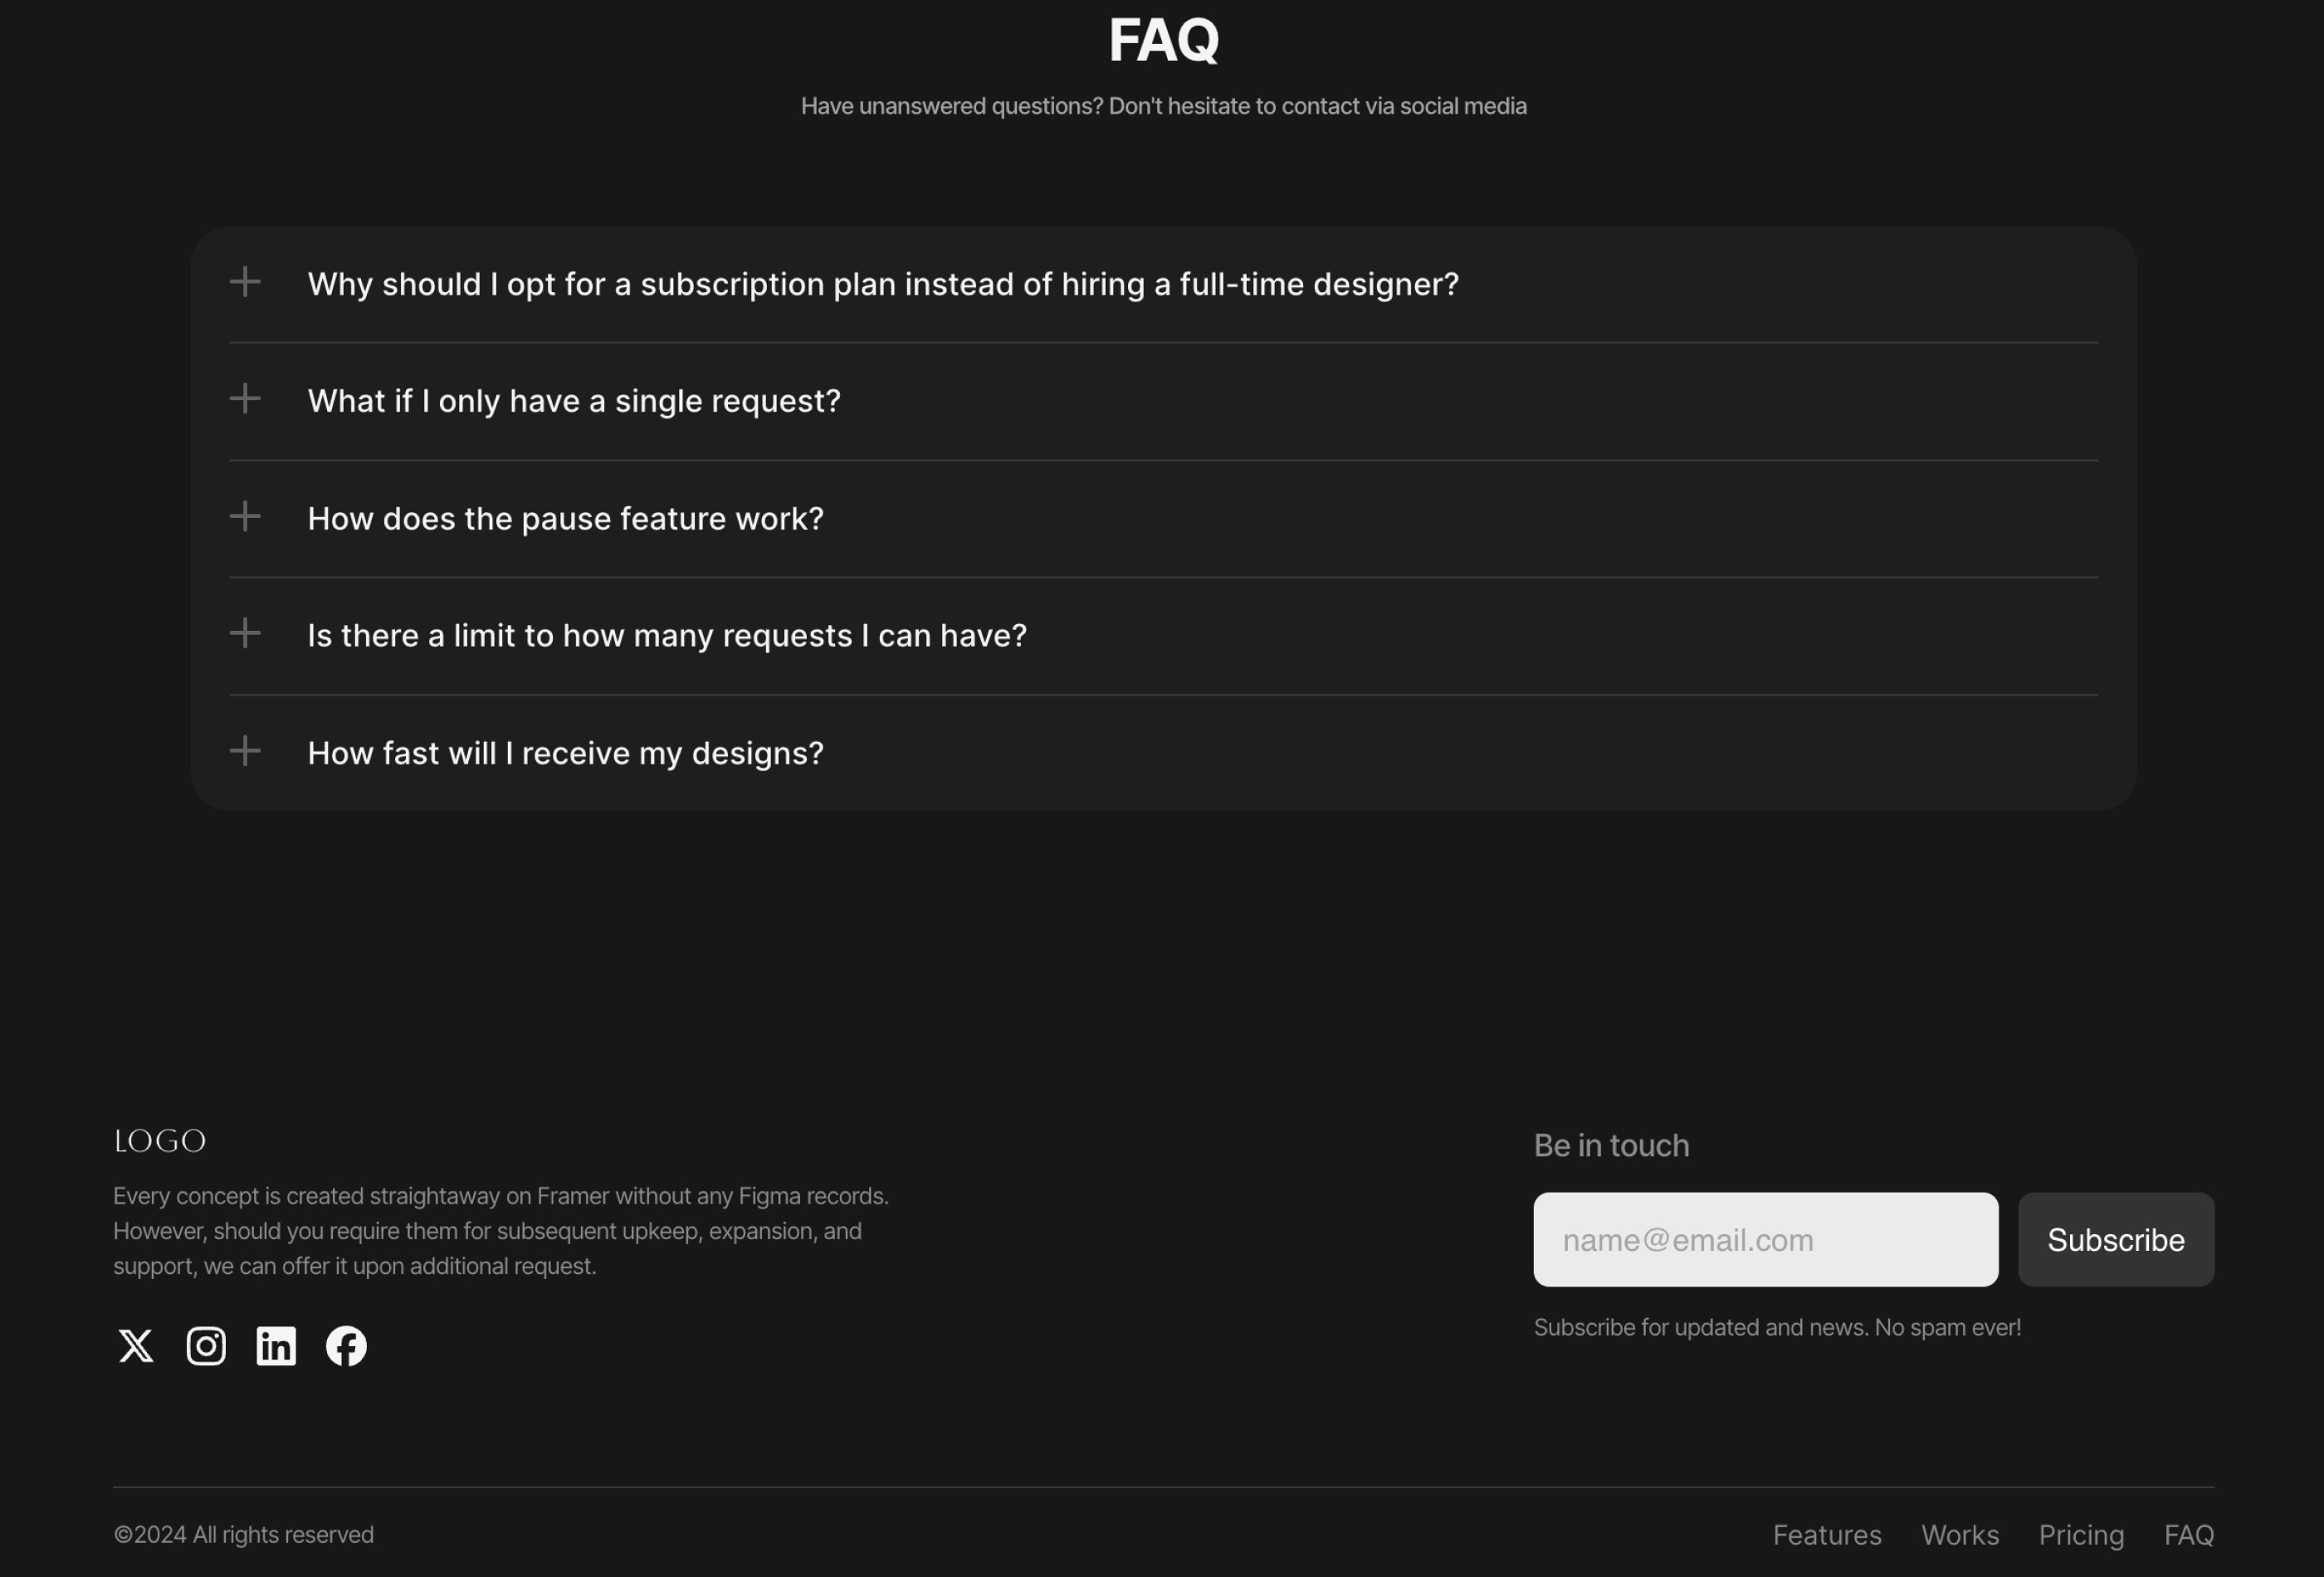 FAQ
Have unanswered questions? Don't hesitate to contact via social media
Why should I opt for a subscription plan instead of hiring a full-time designer?
What if I only have a single request?
How does the pause feature work?
Is there a limit to how many requests I can have?
How fast will I receive my designs?
LOGO
Every concept is created straightaway on Framer without any Figma records.
However, should you require them for subsequent upkeep, expansion, and
support, we can offer it upon additional request.
Be in touch
name@email.com
Subscribe
Subscribe for updated and news. No spam ever!
©2024 All rights reserved
Features Works Pricing FAQ